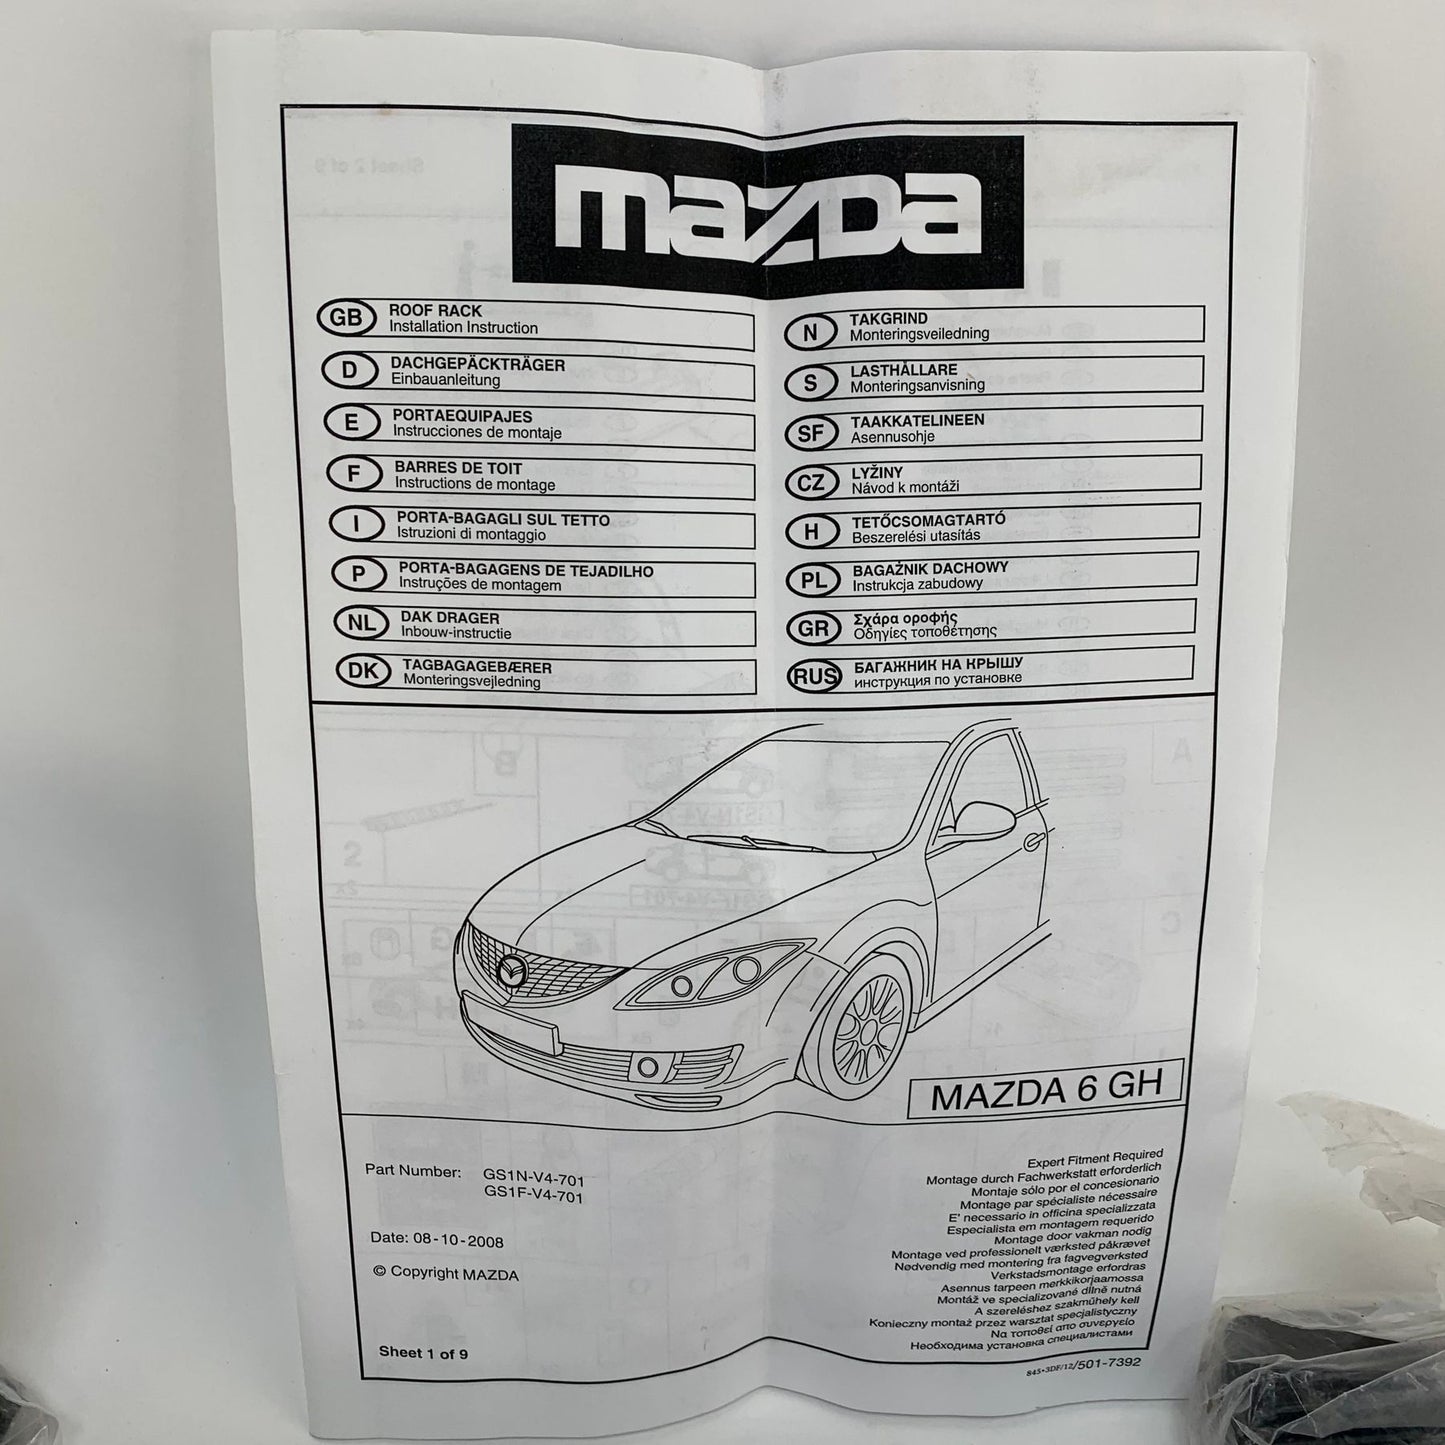 mazda
GB ROOF RACK
Installation Instruction
D DACHGEPÄCKTRÄGER
Einbauanleitung
E PORTAEQUIPAJES
Instrucciones de montaje
F BARRES DE TOIT
Instructions de montage
I PORTA-BAGAGLI SUL TETTO
Istruzioni di montaggio
P PORTA-BAGAGENS DE TEJADILHO
Instruções de montagem
NL DAK DRAGER
Inbouw-instructie
DK TAGBAGAGEBÆRER
Monteringsvejledning
N TAKGRIND
Monteringsveiledning
S LASTHÅLLARE
Monteringsanvisning
SF TAAKKATELINEEN
Asennusohje
CZ LYŽINY
Návod k montáži
H TETŐCSOMAGTARTÓ
Beszerelési utasítás
PL BAGAŻNIK DACHOWY
Instrukcja zabudowy
GR Σχάρα οροφής
Οδηγίες τοποθέτησης
RUS БАГАЖНИК НА КРЫШУ
инструкция по установке
MAZDA 6 GH
Part Number: GS1N-V4-701
GS1F-V4-701
Date: 08-10-2008
© Copyright MAZDA
Sheet 1 of 9
Expert Fitment Required
Montage durch Fachwerkstatt erforderlich
Montaje sólo por el concesionario
Montage par spécialiste nécessaire
E' necessario in officina specializzata
Especialista em montagem requerido
Montage door vakman nodig
Montage ved professionelt værksted påkrævet
Nødvendig med montering fra fagvegverksted
Verkstadsmontage erfordras
Asennus tarpeen merkkikorjaamossa
Montáž ve specializované dílně nutná
A szereléshez szakműhely kell
Konieczny montaż przez warsztat specjalistyczny
Να τοποθεί απο συνεργείο
Необходима установка специалистами
845-3DF/12/501-7392